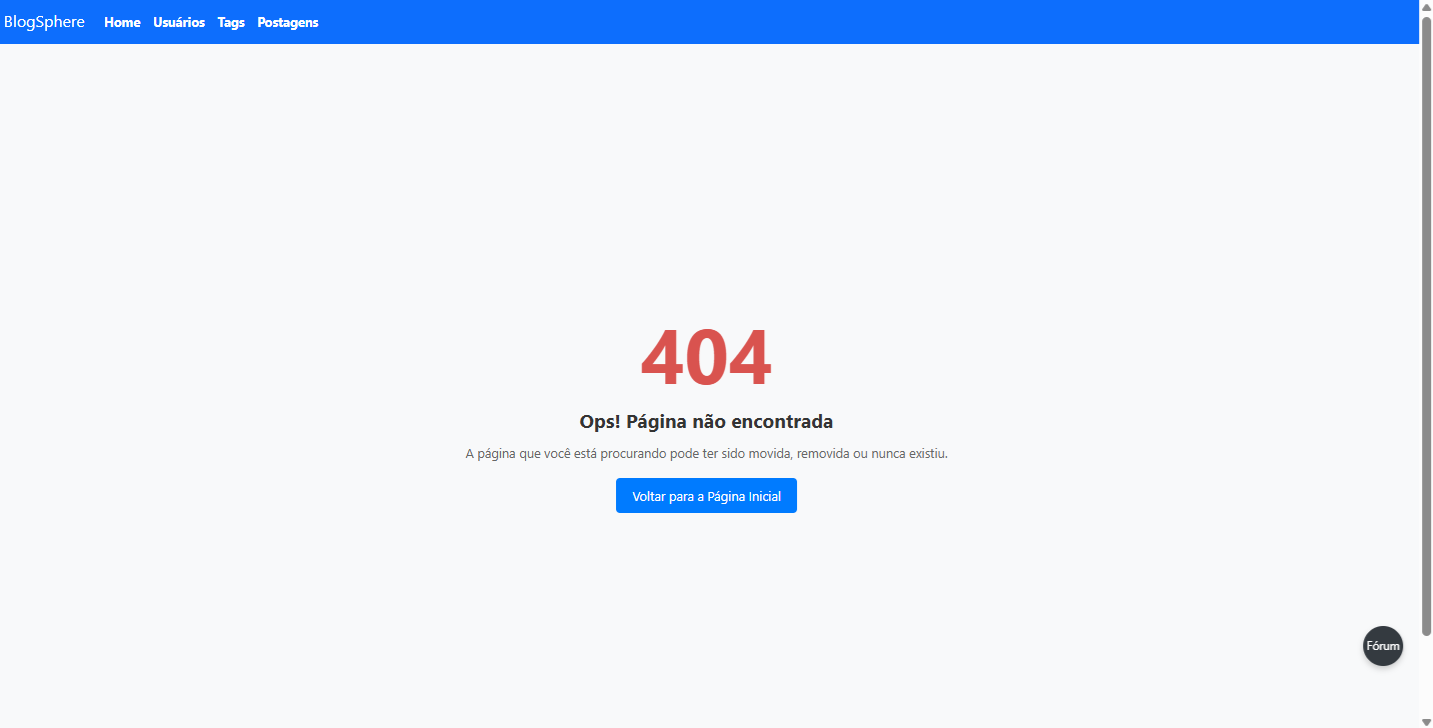 BlogSphere Home Usuários Tags Postagens
404
Ops! Página não encontrada
A página que você está procurando pode ter sido movida, removida ou nunca existiu.
Voltar para a Página Inicial
Fórum